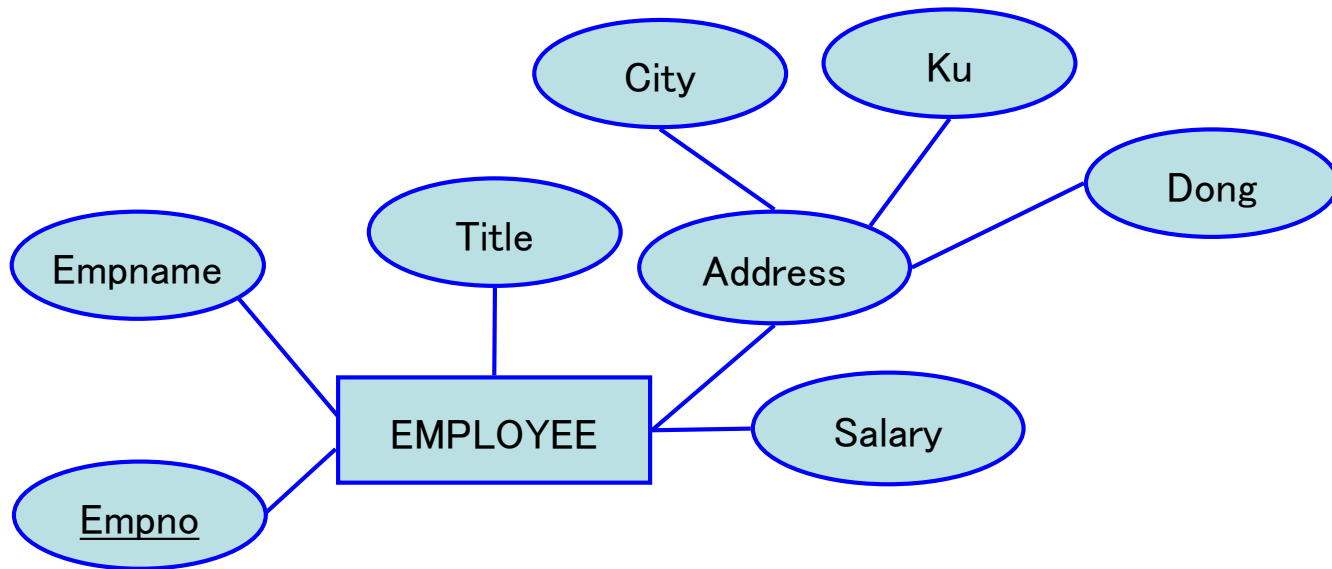 City
Ku
Dong
Title
Empname
Address
EMPLOYEE
Salary
Empno